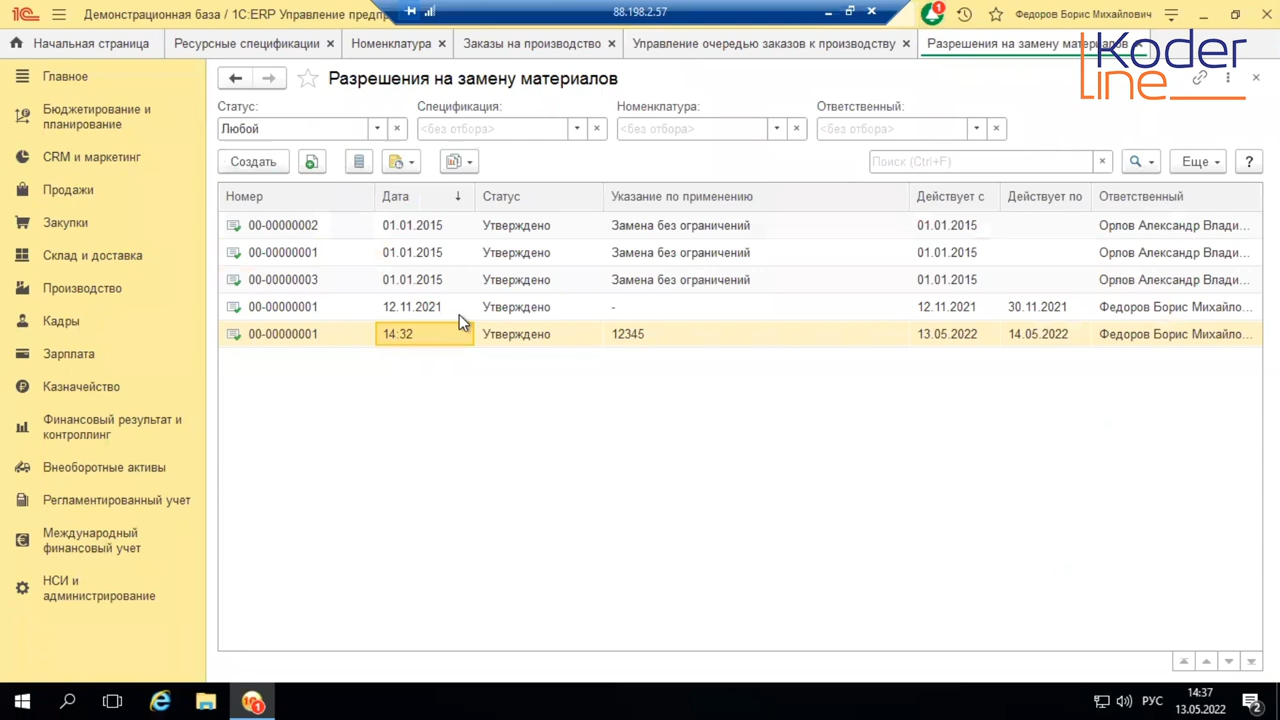 1С Демонстрационная база / 1C:ERP Управление предпр
88.198.2.57
1 Федоров Борис Михайлович
Начальная страница
Ресурсные спецификации ×
Номенклатура ×
Заказы на производство ×
Управление очередью заказов к производству ×
Разрешения на замену материалов
Koder
line
Главное
Бюджетирование и
планирование
CRM и маркетинг
Продажи
Закупки
Склад и доставка
Производство
Кадры
Зарплата
Казначейство
Финансовый результат и
контроллинг
Внеоборотные активы
Регламентированный учет
Международный
финансовый учет
НСИ и
администрирование
Разрешения на замену материалов
Статус: Спецификация: Номенклатура: Ответственный:
Любой <без отбора> <без отбора> <без отбора>
Создать Поиск (Ctrl+F) Еще ?
Номер Дата ↓ Статус Указание по применению Действует с Действует по Ответственный
00-00000002 01.01.2015 Утверждено Замена без ограничений 01.01.2015 Орлов Александр Влади...
00-00000001 01.01.2015 Утверждено Замена без ограничений 01.01.2015 Орлов Александр Влади...
00-00000003 01.01.2015 Утверждено Замена без ограничений 01.01.2015 Орлов Александр Влади...
00-00000001 12.11.2021 Утверждено - 12.11.2021 30.11.2021 Федоров Борис Михайло...
00-00000001 14:32 Утверждено 12345 13.05.2022 14.05.2022 Федоров Борис Михайло...
1 РУС 14:37
13.05.2022 2